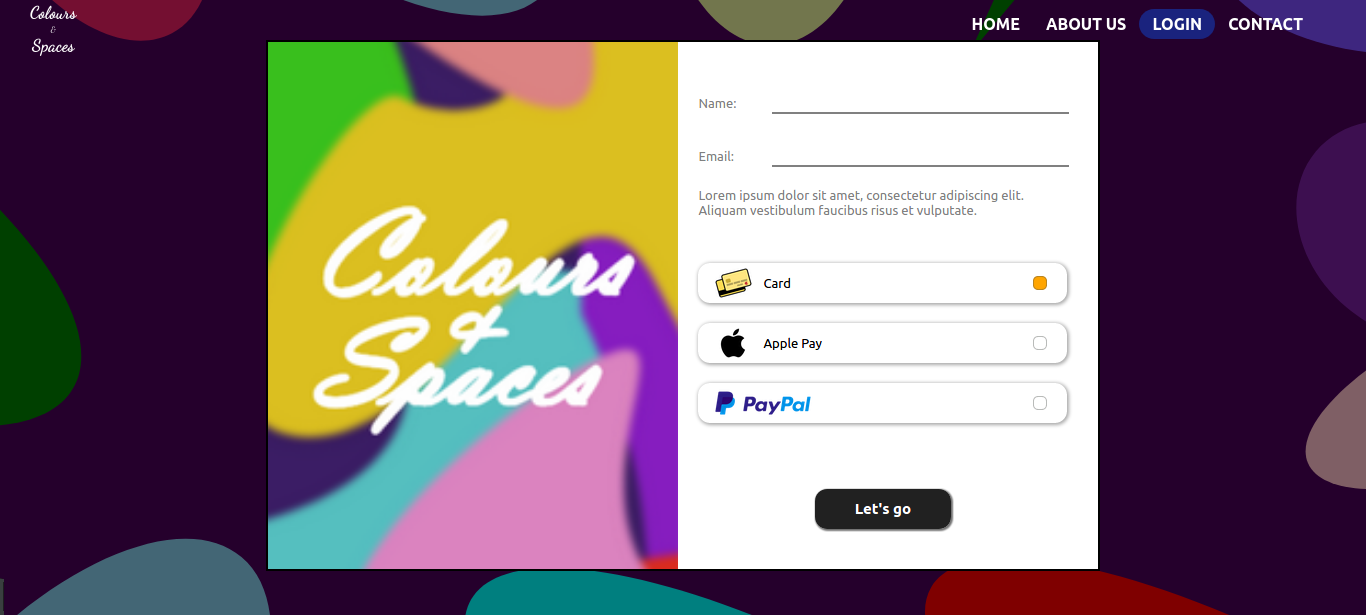 Colours
&
Spaces
HOME ABOUT US LOGIN CONTACT
Colours
&
Spaces
Name:
Email:
Lorem ipsum dolor sit amet, consectetur adipiscing elit.
Aliquam vestibulum faucibus risus et vulputate.
Card
Apple Pay
PayPal
Let's go